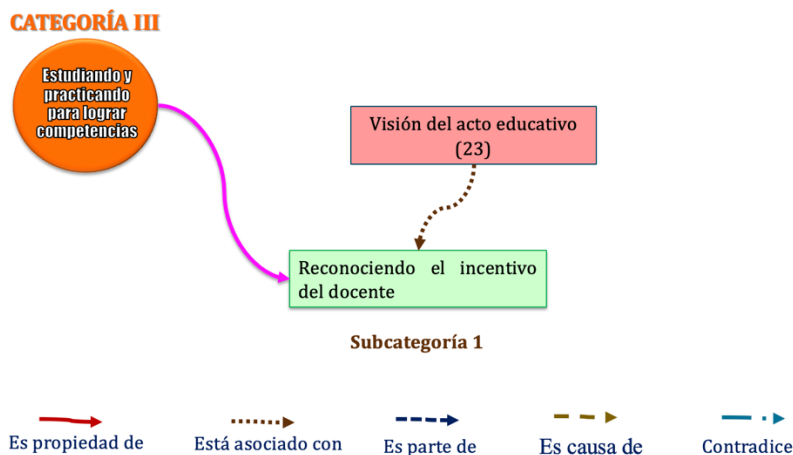 CATEGORÍA III
Estudiando y
practicando
para lograr
competencias
Visión del acto educativo
(23)
Reconociendo el incentivo
del docente
Subcategoría 1
Es propiedad de
Está asociado con
Es parte de
Es causa de
Contradice